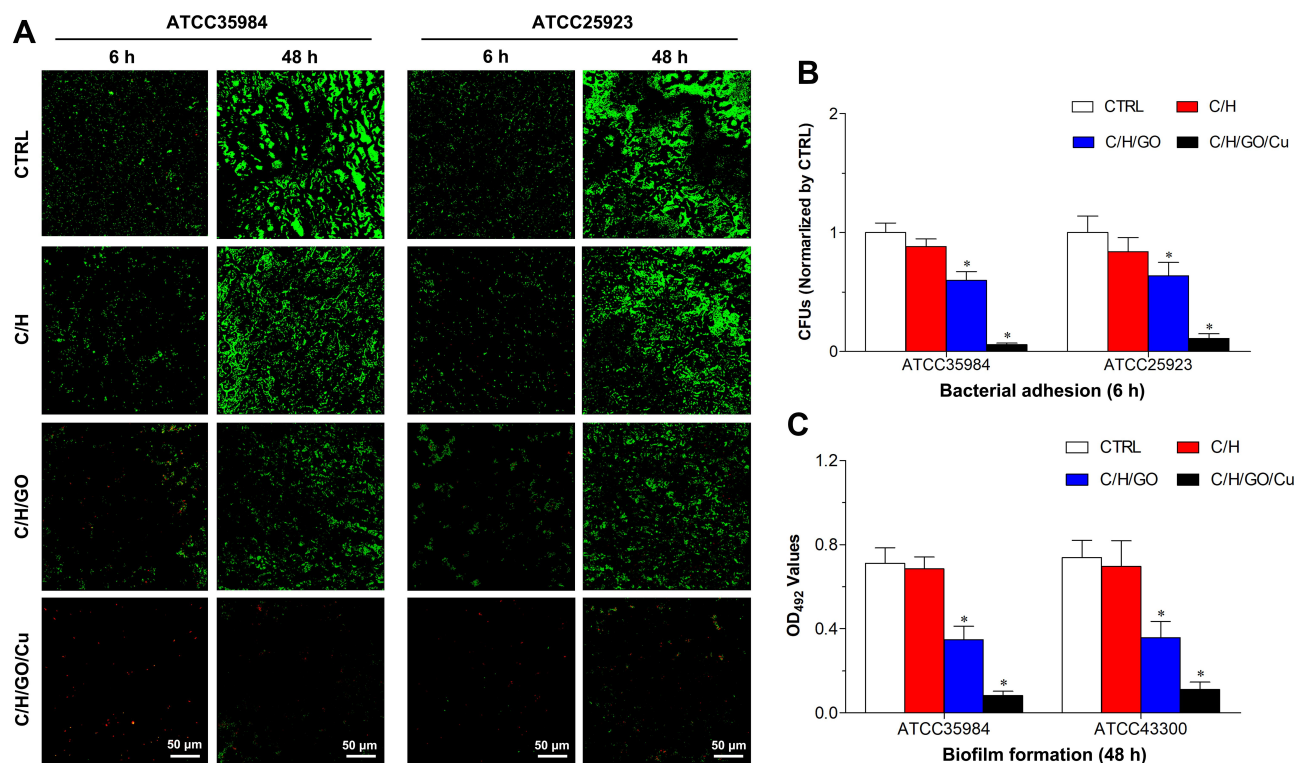 A
ATCC35984
ATCC25923
6 h
48 h
6 h
48 h
CTRL
C/H
C/H/GO
C/H/GO/Cu
50 μm
50 μm
50 μm
50 μm
B
CTRL
C/H
C/H/GO
C/H/GO/Cu
CFUs (Normarlized by CTRL)
2
1
0
*
*
*
*
ATCC35984
ATCC25923
Bacterial adhesion (6 h)
C
CTRL
C/H
C/H/GO
C/H/GO/Cu
OD492 Values
1.2
0.8
0.4
0.0
*
*
*
*
ATCC35984
ATCC43300
Biofilm formation (48 h)